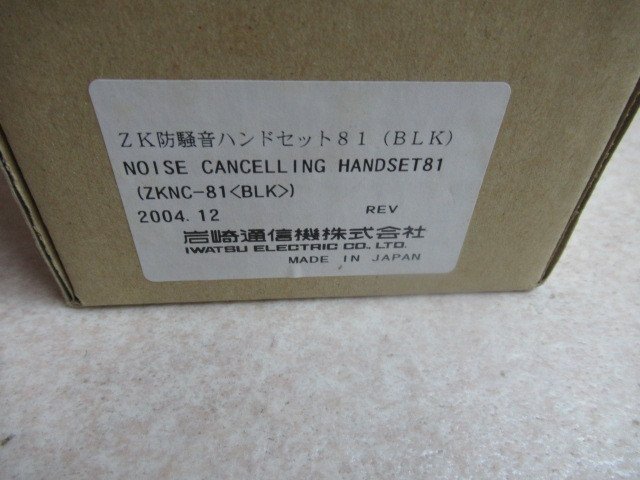 ZK防騒音ハンドセット81(BLK)
NOISE CANCELLING HANDSET81
(ZKNC-81<BLK>)
2004.12 REV
岩崎通信機株式会社
IWATSU ELECTRIC CO., LTD.
MADE IN JAPAN